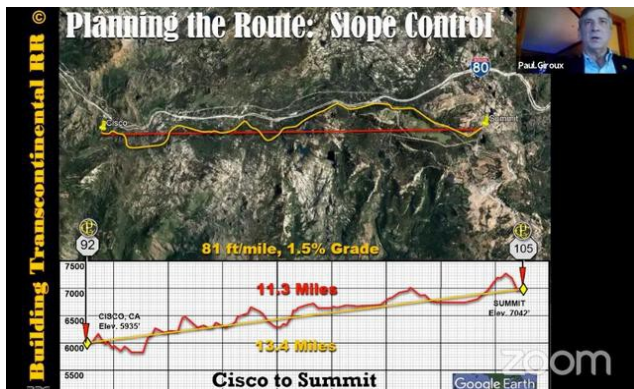 Building Transcontinental RR ©
Planning the Route: Slope Control
80
Paul Giroux
Cisco
Summit
81 ft/mile, 1.5% Grade
92
105
7500
7000
6500
6000
5500
11.3 Miles
CISCO, CA
Elev. 5935'
SUMMIT
Elev. 7042'
13.4 Miles
Cisco to Summit
Google Earth
zoom